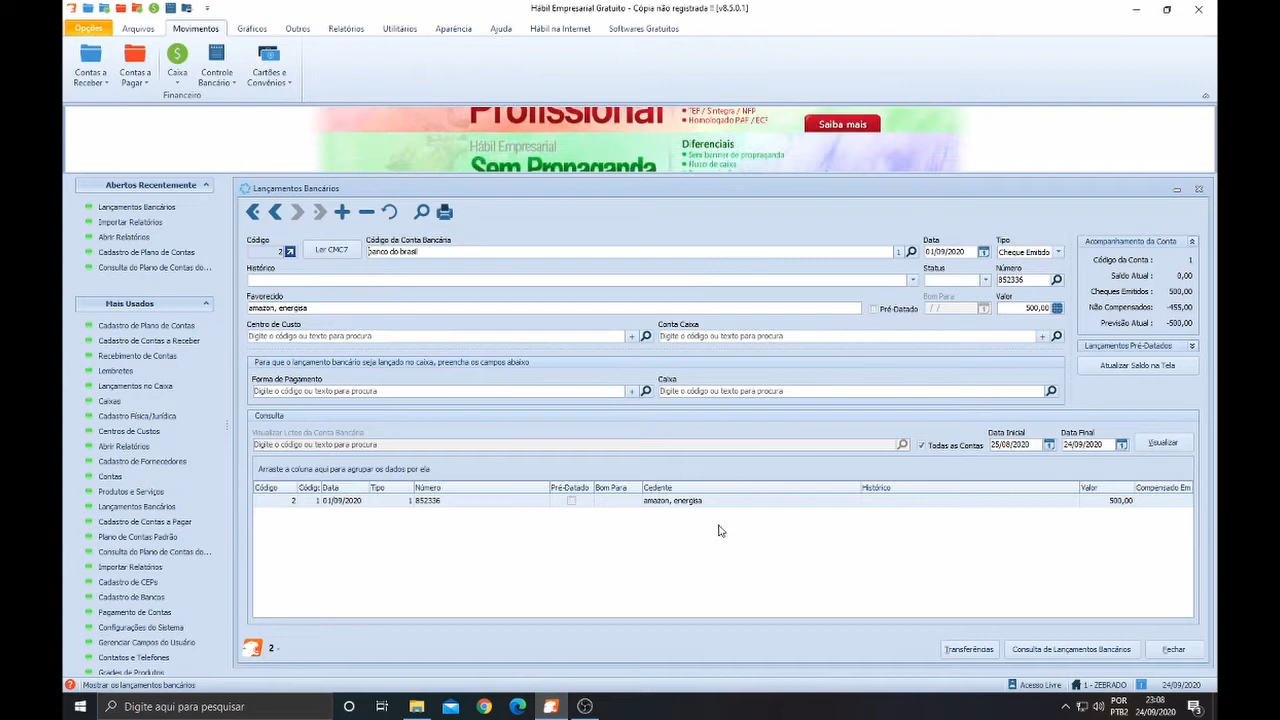 Hábil Empresarial Gratuito - Cópia não registrada !! [v8.5.0.1]
Opções Arquivos Movimentos Gráficos Outros Relatórios Utilitários Aparência Ajuda Hábil na Internet Softwares Gratuitos
Contas a Receber
Contas a Pagar
Caixa
Controle Bancário
Cartões e Convênios
Financeiro
Profissional
TEF / Sintegra / NFP
Homologado PAF / ECF
Saiba mais
Hábil Empresarial
Sem Propaganda
Diferenciais
Sem banner de propraganda
Fluxo de caixa
Abertos Recentemente
Lançamentos Bancários
Importar Relatórios
Abrir Relatórios
Cadastro de Plano de Contas
Consulta do Plano de Contas do...
Mais Usados
Cadastro de Plano de Contas
Cadastro de Contas a Receber
Recebimento de Contas
Lembretes
Lançamentos no Caixa
Caixas
Cadastro Física/Jurídica
Centros de Custos
Abrir Relatórios
Cadastro de Fornecedores
Contas
Produtos e Serviços
Lançamentos Bancários
Cadastro de Contas a Pagar
Plano de Contas Padrão
Consulta do Plano de Contas do...
Importar Relatórios
Cadastro de CEPs
Cadastro de Bancos
Pagamento de Contas
Configurações do Sistema
Gerenciar Campos do Usuário
Contatos e Telefones
Grades de Produtos
Lançamentos Bancários
Código Código da Conta Bancária Data Tipo
2 Ler CMC7 banco do brasil 1 01/09/2020 Cheque Emitido
Histórico Status Número
852336
Favorecido Bom Para Valor
amazon, energisa Pré-Datado / / 500,00
Centro de Custo Conta Caixa
Digite o código ou texto para procura Digite o código ou texto para procura
Para que o lançamento bancário seja lançado no caixa, preencha os campos abaixo
Forma de Pagamento Caixa
Digite o código ou texto para procura Digite o código ou texto para procura
Consulta
Visualizar Lctos da Conta Bancária Data Inicial Data Final
Digite o código ou texto para procura Todas as Contas 25/08/2020 24/09/2020 Visualizar
Arraste a coluna aqui para agrupar os dados por ela
Código Códig Data Tipo Número Pré-Datado Bom Para Cedente Histórico Valor Compensado Em
2 1 01/09/2020 1 852336 amazon, energisa 500,00
Acompanhamento da Conta
Código da Conta : 1
Saldo Atual : 0,00
Cheques Emitidos : 500,00
Não Compensados: -455,00
Previsão Atual : -500,00
Lançamentos Pré-Datados
Atualizar Saldo na Tela
2 -
Transferências Consulta de Lançamentos Bancários Fechar
Mostrar os lançamentos bancários Acesso Livre 1 - ZEBRADO 24/09/2020
Digite aqui para pesquisar
POR
PTB2
23:08
24/09/2020
3